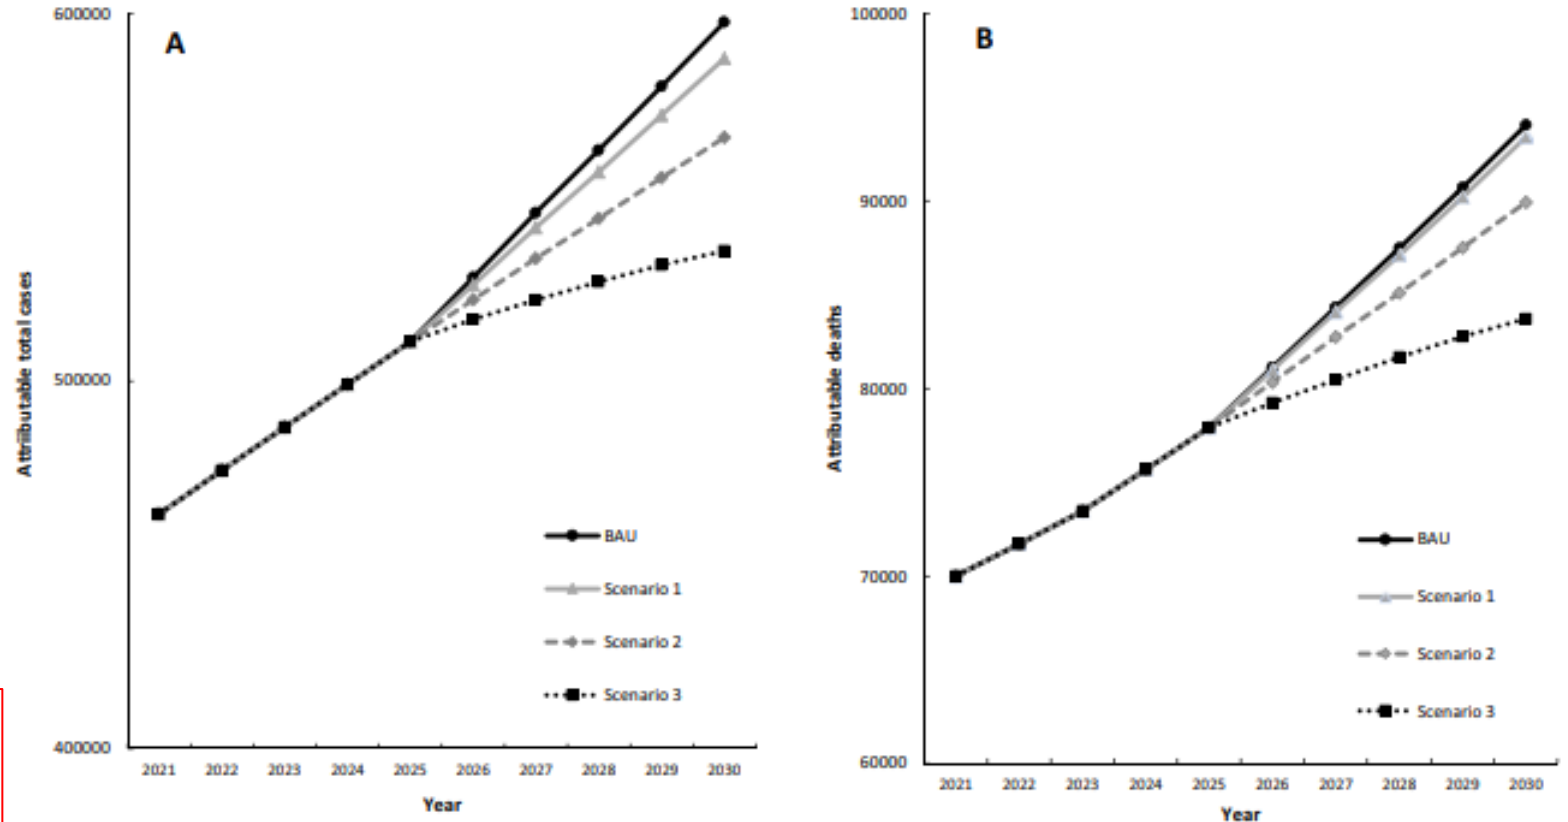 A
Attriibutable total cases
600000
500000
400000
2021 2022 2023 2024 2025 2026 2027 2028 2029 2030
Year
BAU
Scenario 1
Scenario 2
Scenario 3
B
Attributable deaths
100000
90000
80000
70000
60000
2021 2022 2023 2024 2025 2026 2027 2028 2029 2030
Year
BAU
Scenario 1
Scenario 2
Scenario 3